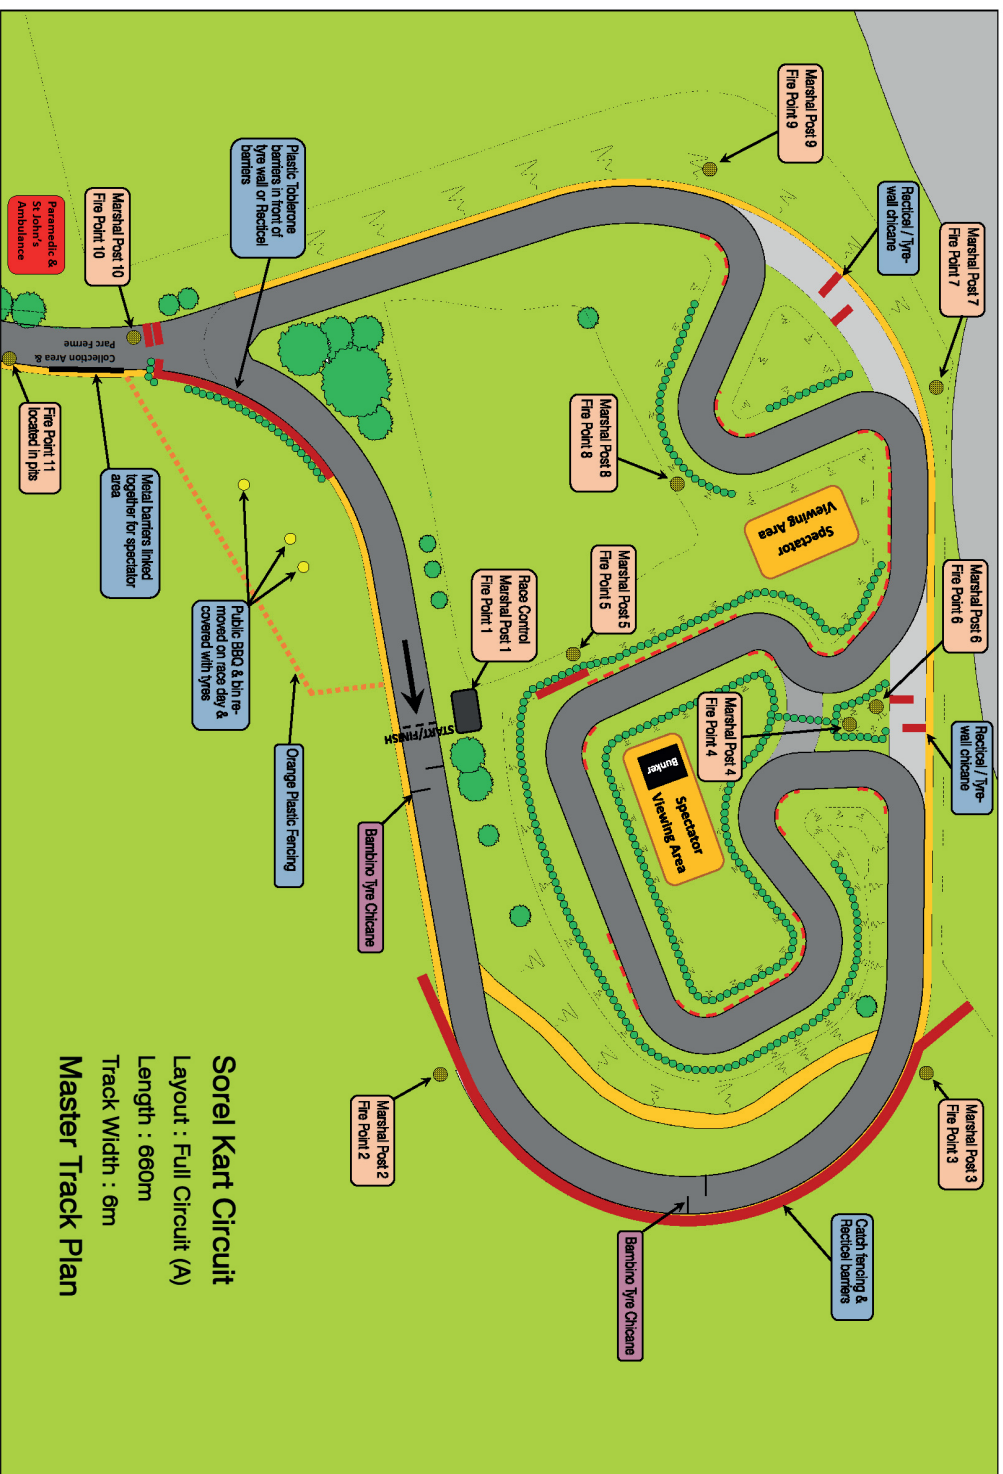 Marshal Post 9
Fire Point 9
Recticel / Tyre-
wall chicane
Marshal Post 7
Fire Point 7
Plastic Toblerone
barriers in front of
tyre wall or Recticel
barriers
Marshal Post 10
Fire Point 10
Paramedic &
St John's
Ambulance
Collection Area &
Parc Ferme
Fire Point 11
located in pits
Metal barriers linked
together for spectator
area
Marshal Post 8
Fire Point 8
Spectator
Viewing Area
Marshal Post 6
Fire Point 6
Marshal Post 5
Fire Point 5
Race Control
Marshal Post 1
Fire Point 1
Public BBQ & bin re-
moved on race day &
covered with tyres
Orange Plastic Fencing
START/FINISH
Marshal Post 4
Fire Point 4
Recticel / Tyre-
wall chicane
Bunker
Spectator
Viewing Area
Bambino Tyre Chicane
Marshal Post 2
Fire Point 2
Marshal Post 3
Fire Point 3
Catch fencing &
Recticel barriers
Bambino Tyre Chicane
Sorel Kart Circuit
Layout : Full Circuit (A)
Length : 660m
Track Width : 6m
Master Track Plan